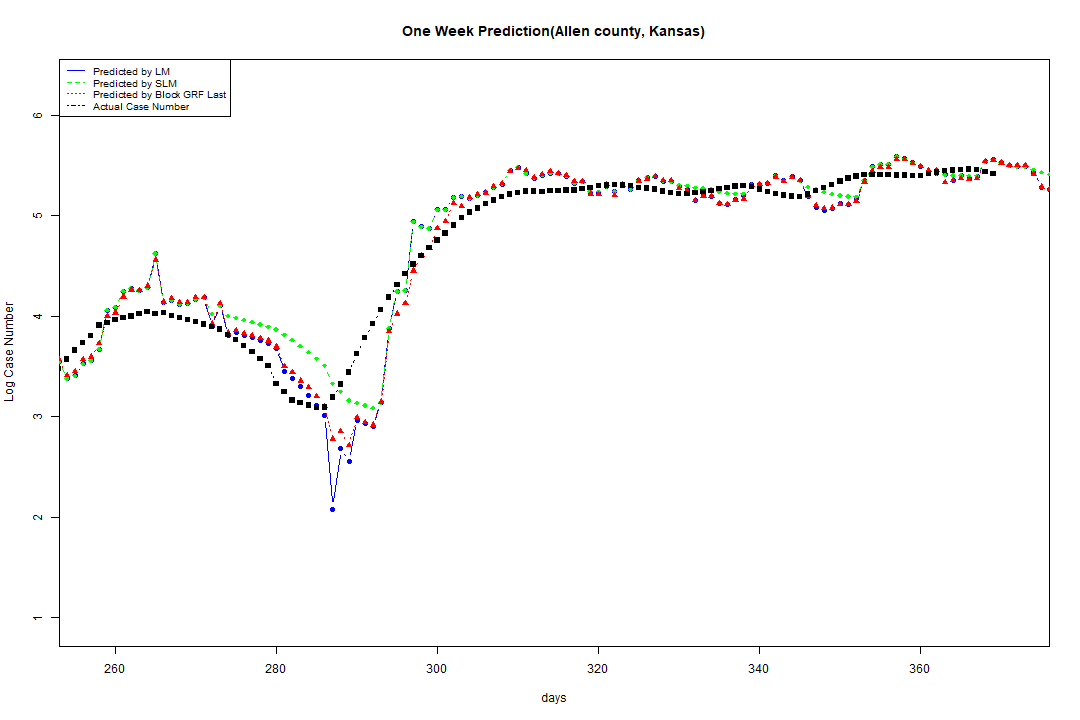 One Week Prediction(Allen county, Kansas)
Predicted by LM
Predicted by SLM
Predicted by Block GRF Last
Actual Case Number
Log Case Number
6
5
4
3
2
1
260 280 300 320 340 360
days